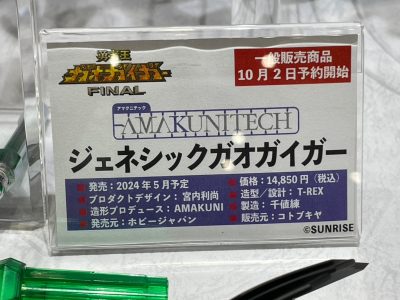 勇者王
ガオガイガー
FINAL
一般販売商品
10月2日予約開始
アマクニテック
AMAKUNITECH
ジェネシックガオガイガー
■ 発売：2024年5月予定
■ プロダクトデザイン：宮内利尚
■ 造形プロデュース：AMAKUNI
■ 発売元：ホビージャパン
■ 価格：14,850円（税込）
■ 造型／設計：T-REX
■ 製造：千値練
■ 販売元：コトブキヤ
©SUNRISE